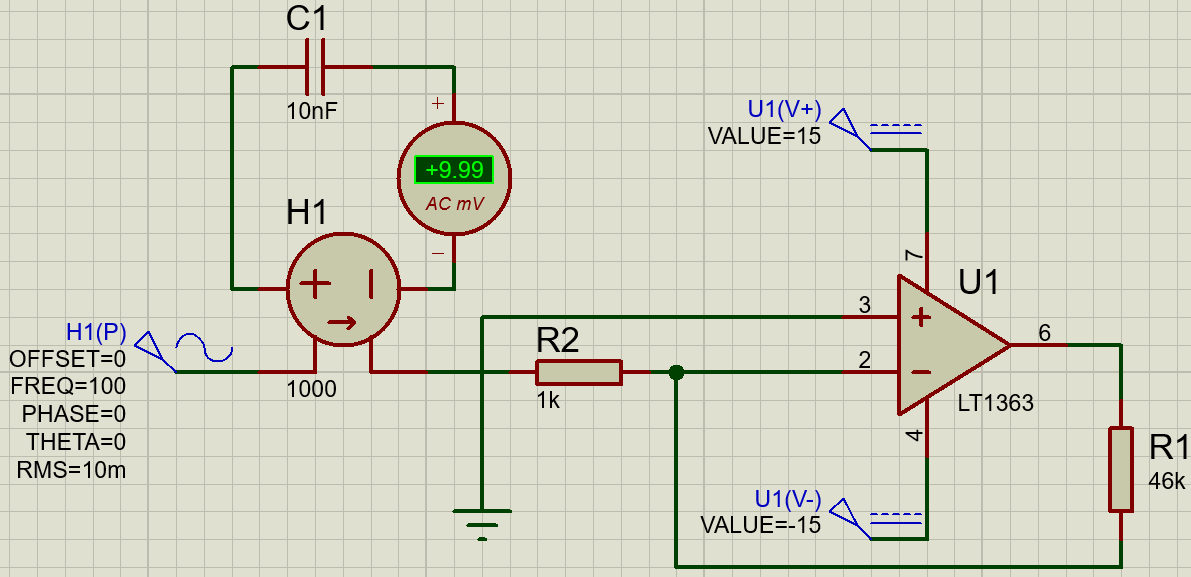 C1
10nF
+
+9.99
AC mV
−
H1
+
1000
H1(P)
OFFSET=0
FREQ=100
PHASE=0
THETA=0
RMS=10m
R2
1k
U1(V+)
VALUE=15
7
U1
3
+
6
2
−
LT1363
4
U1(V-)
VALUE=-15
R1
46k